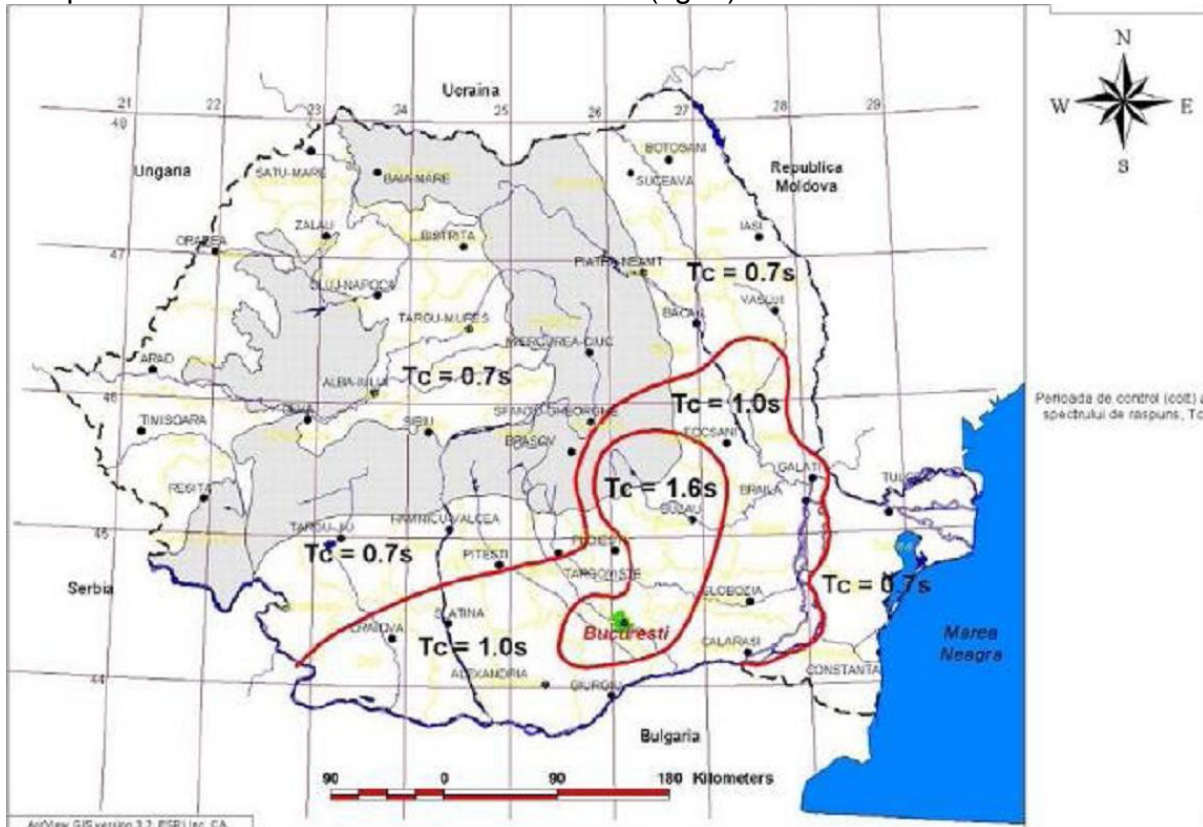 21 22 23 24 25 26 27 28 29
Ucraina
N
W E
S
BOTOSANI
Ungaria
SATU-MARE
BAIA-MARE
SUCEAVA
Republica
Moldova
ZALAU
IASI
ORADEA
BISTRITA
47
PIATRA-NEAMT
Tc = 0.7s
CLUJ-NAPOCA
VASLUI
BACAU
TARGU-MURES
MIERCUREA-CIUC
ARAD
Tc = 0.7s
ALBA-IULIA
46
Tc = 1.0s
Perioada de control (colt) a
spectrului de raspuns, Tc
TIMISOARA
DEVA
SIBIU
SFANTU-GHEORGHE
FOCSANI
BRASOV
GALATI
RESITA
Tc = 1.6s
BRAILA
BUZAU
RAMNICU-VALCEA
45
TARGU-JIU
Tc = 0.7s
PITESTI
PLOIESTI
TARGOVISTE
Serbia
SLOBOZIA
Tc = 0.7s
SLATINA
CRAIOVA
Bucuresti
Tc = 1.0s
CALARASI
Marea
Neagra
CONSTANTA
ALEXANDRIA
44
GIURGIU
Bulgaria
90 0 90 180 Kilometers
ArcView GIS version 3.2, ESRI Inc. CA.